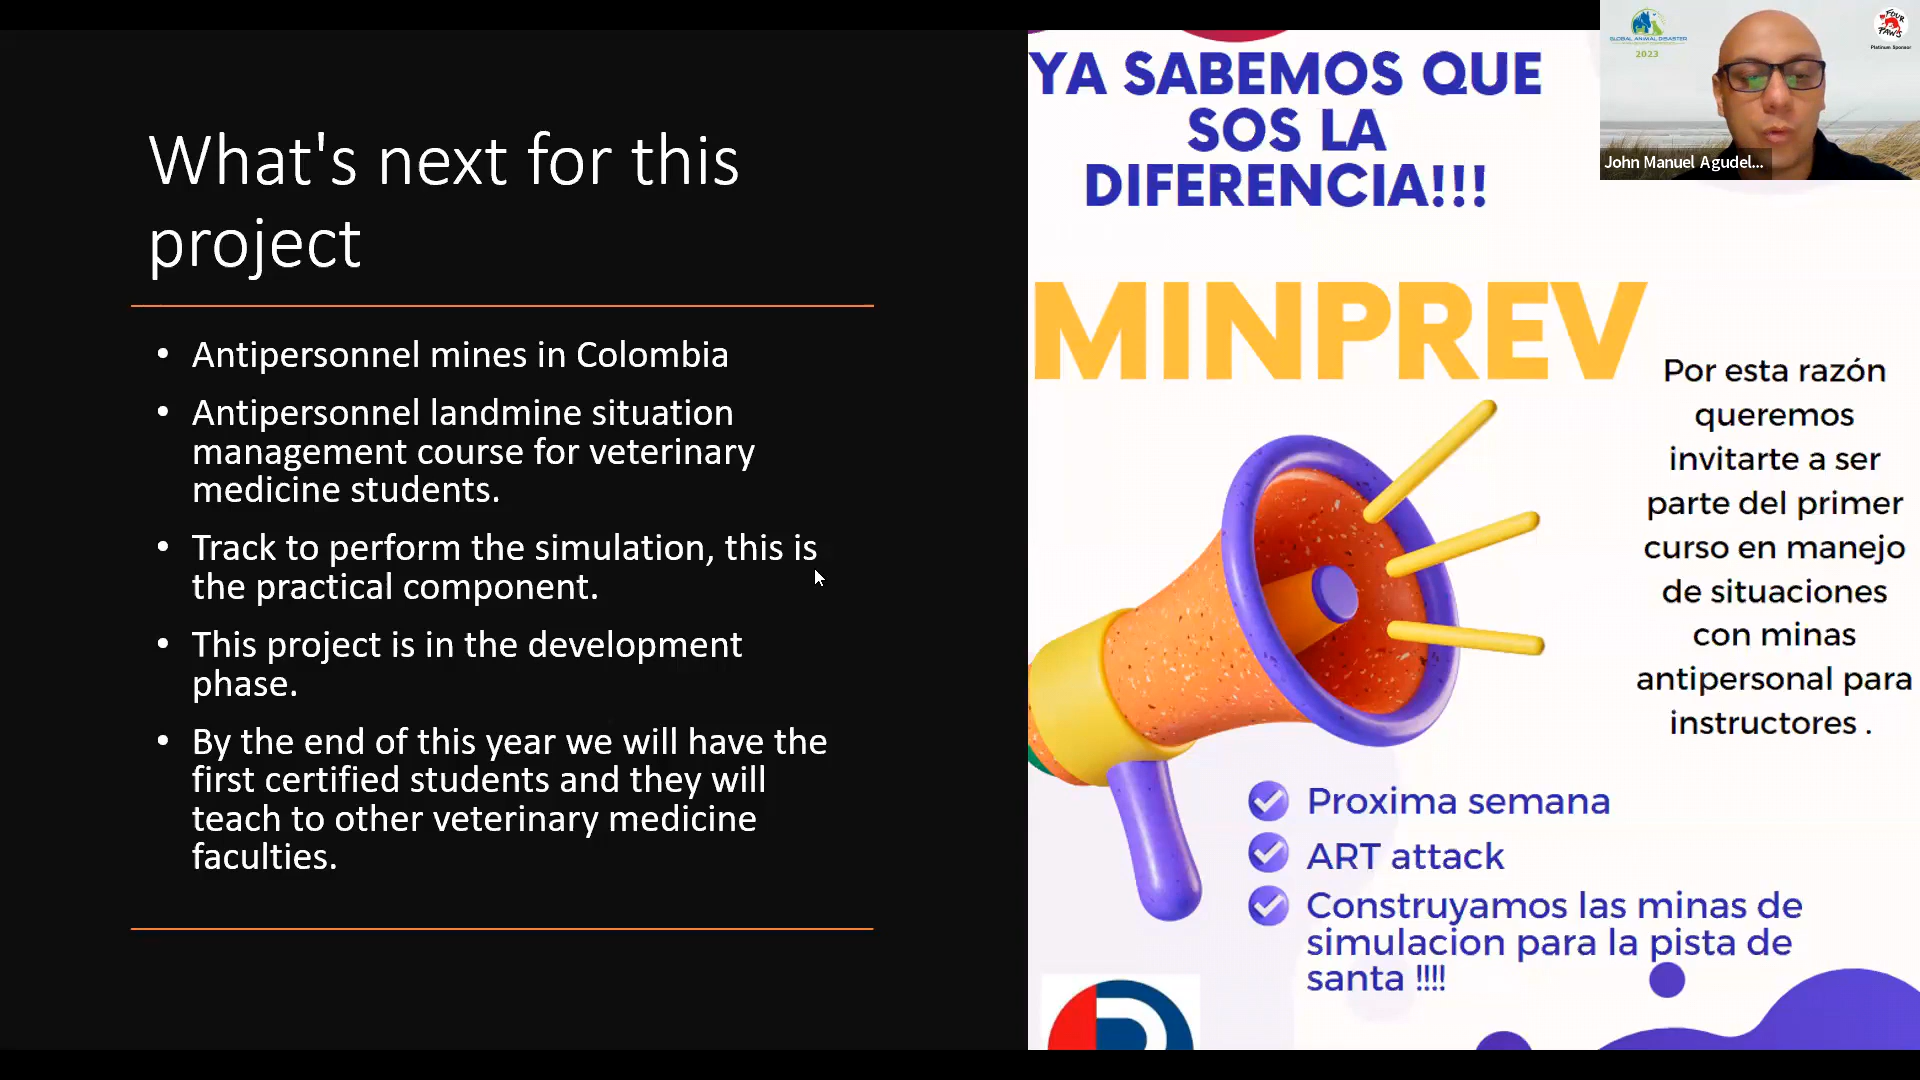 What's next for this
project
• Antipersonnel mines in Colombia
• Antipersonnel landmine situation
management course for veterinary
medicine students.
• Track to perform the simulation, this is
the practical component.
• This project is in the development
phase.
• By the end of this year we will have the
first certified students and they will
teach to other veterinary medicine
faculties.
YA SABEMOS QUE
SOS LA
DIFERENCIA!!!
MINPREV
Por esta razón
queremos
invitarte a ser
parte del primer
curso en manejo
de situaciones
con minas
antipersonal para
instructores .
Proxima semana
ART attack
Construyamos las minas de
simulacion para la pista de
santa !!!!
GLOBAL ANIMAL DISASTER
2023
FOUR
PAWS
Platinum Sponsor
John Manuel Agudel...